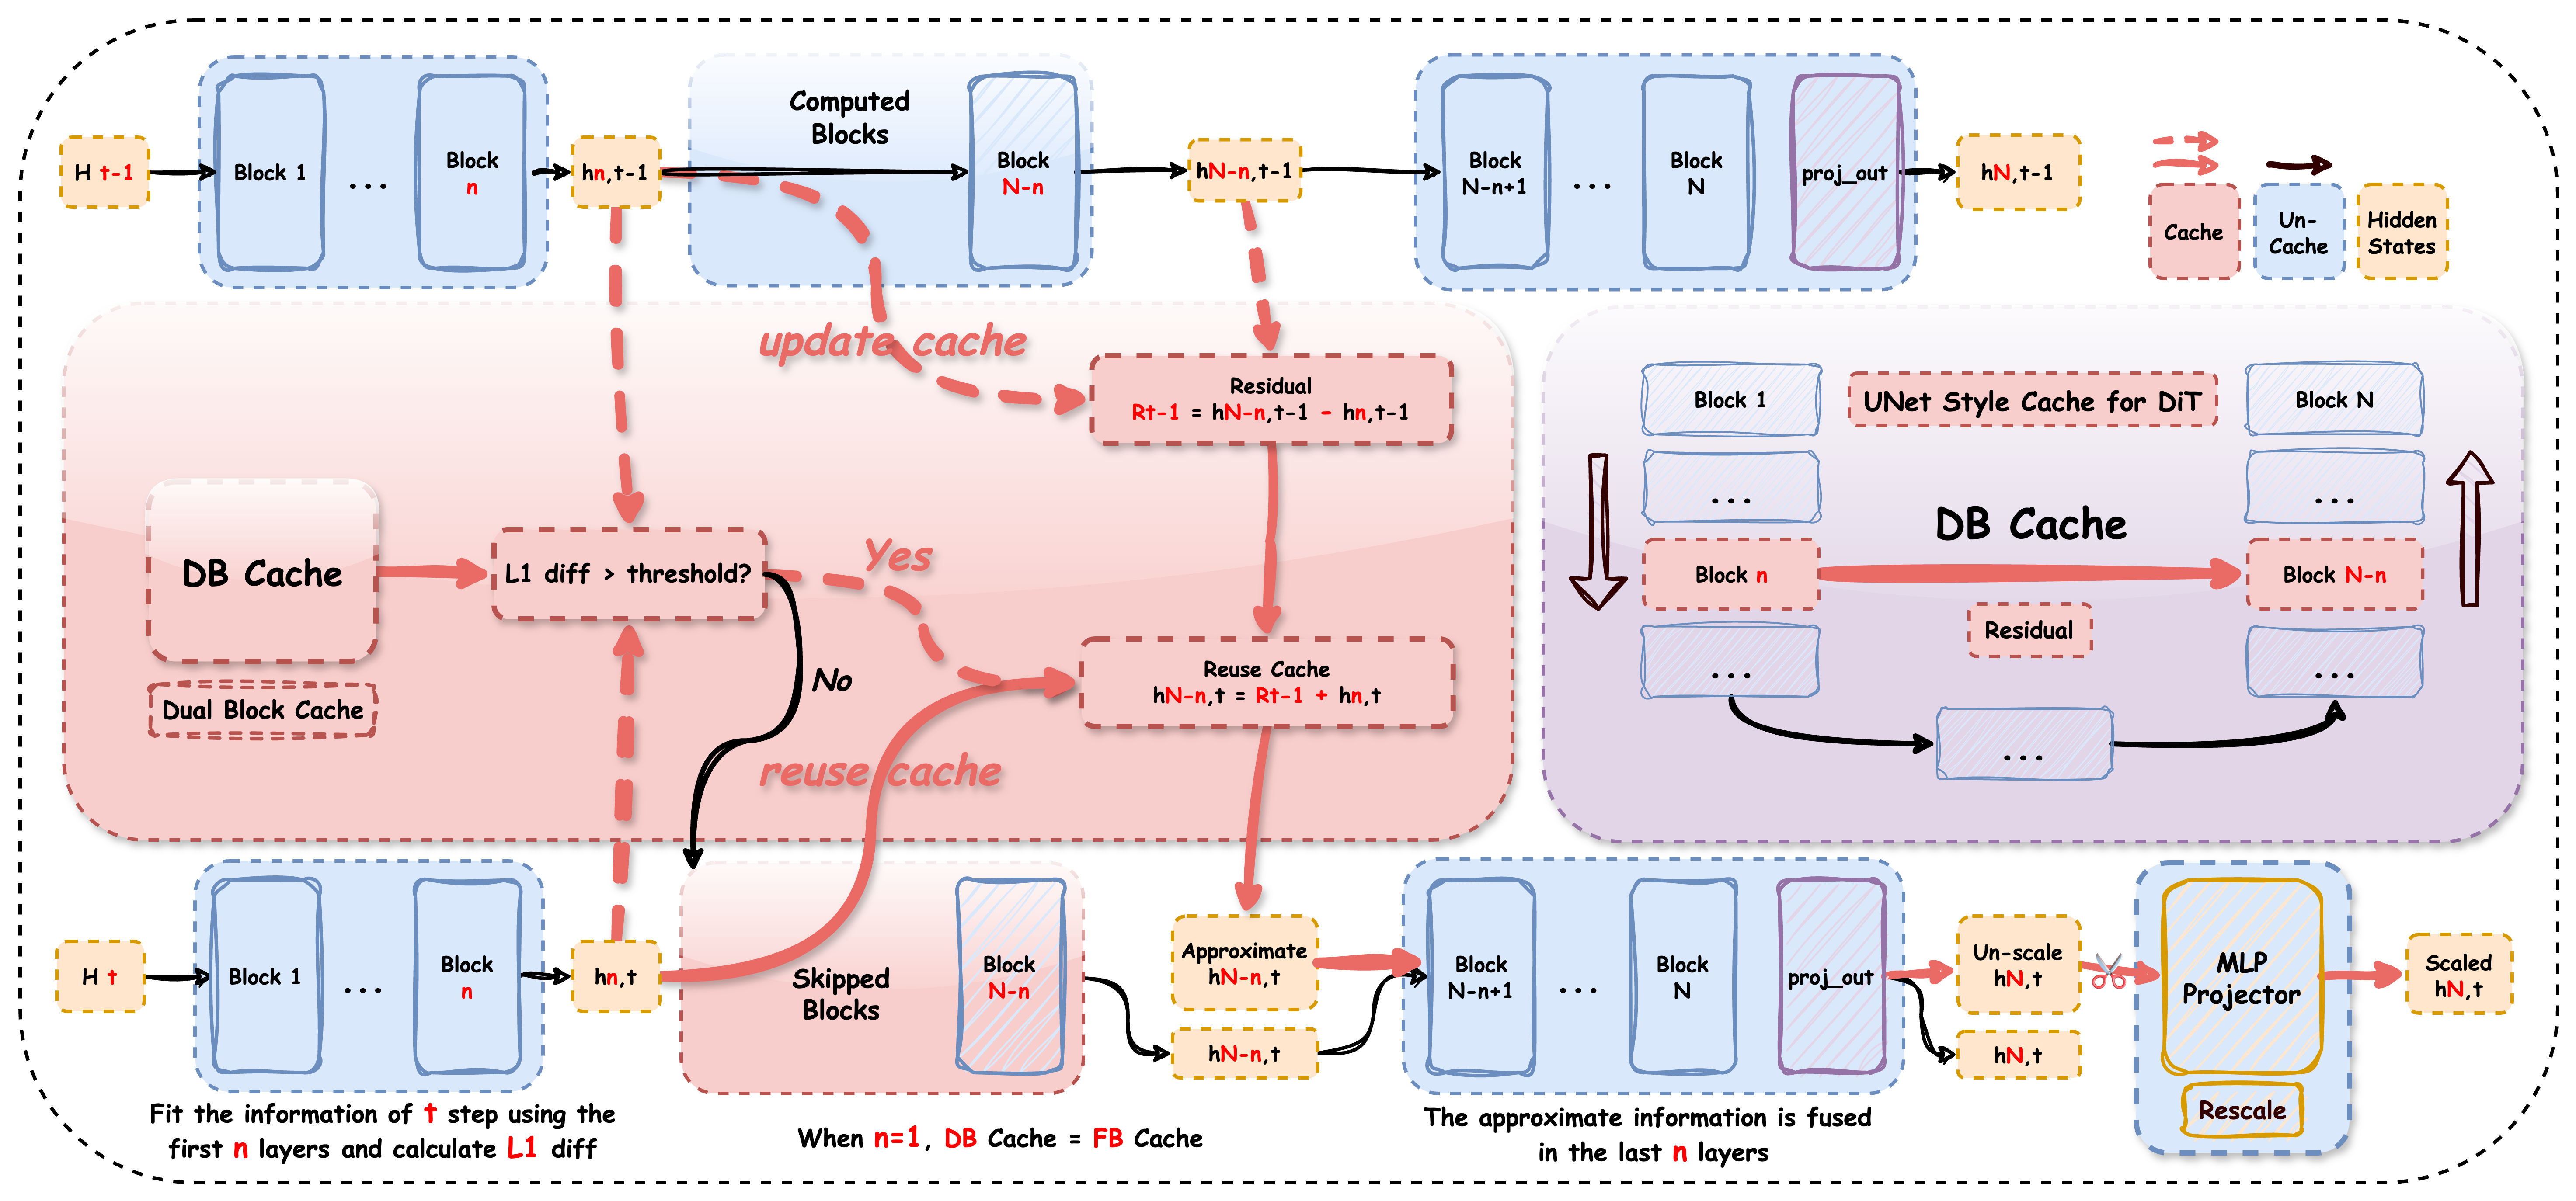 H t-1
Block 1
...
Block
n
hn,t-1
Computed
Blocks
Block
N-n
hN-n,t-1
Block
N-n+1
...
Block
N
proj_out
hN,t-1
Cache
Un-
Cache
Hidden
States
update cache
Residual
Rt-1 = hN-n,t-1 - hn,t-1
DB Cache
Dual Block Cache
L1 diff > threshold?
Yes
No
reuse cache
Reuse Cache
hN-n,t = Rt-1 + hn,t
Block 1
UNet Style Cache for DiT
Block N
...
...
DB Cache
Block n
Block N-n
Residual
...
...
...
H t
Block 1
...
Block
n
hn,t
Skipped
Blocks
Block
N-n
Approximate
hN-n,t
hN-n,t
Block
N-n+1
...
Block
N
proj_out
Un-scale
hN,t
hN,t
MLP
Projector
Rescale
Scaled
hN,t
Fit the information of t step using the
first n layers and calculate L1 diff
When n=1, DB Cache = FB Cache
The approximate information is fused
in the last n layers